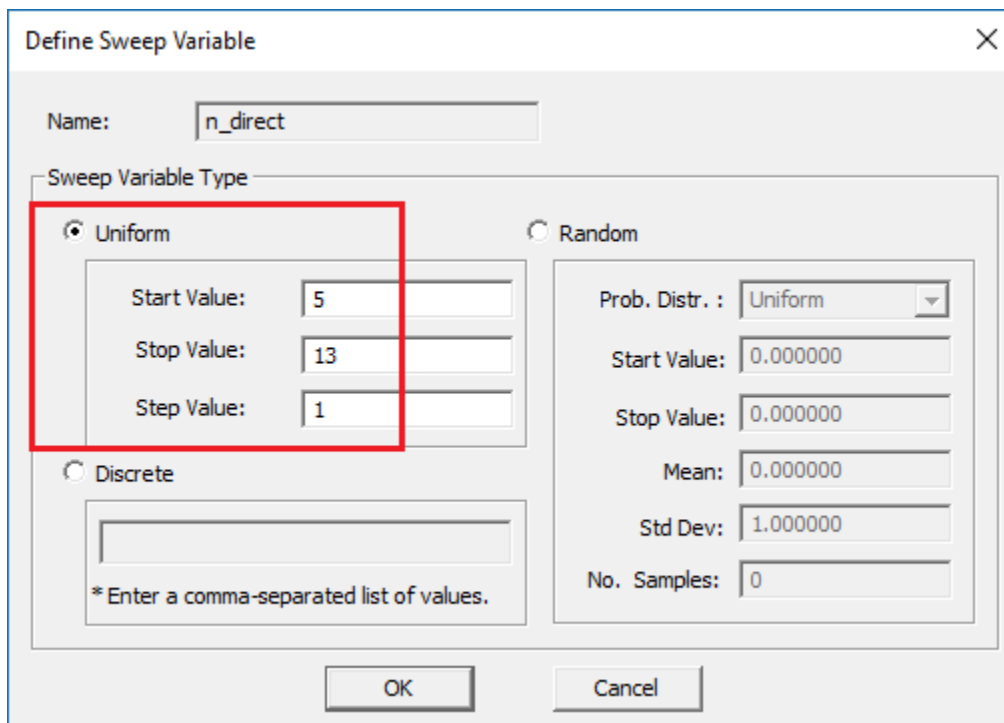 Define Sweep Variable
Name: n_direct
Sweep Variable Type
Uniform
Start Value: 5
Stop Value: 13
Step Value: 1
Discrete
* Enter a comma-separated list of values.
Random
Prob. Distr. : Uniform
Start Value: 0.000000
Stop Value: 0.000000
Mean: 0.000000
Std Dev: 1.000000
No. Samples: 0
OK
Cancel